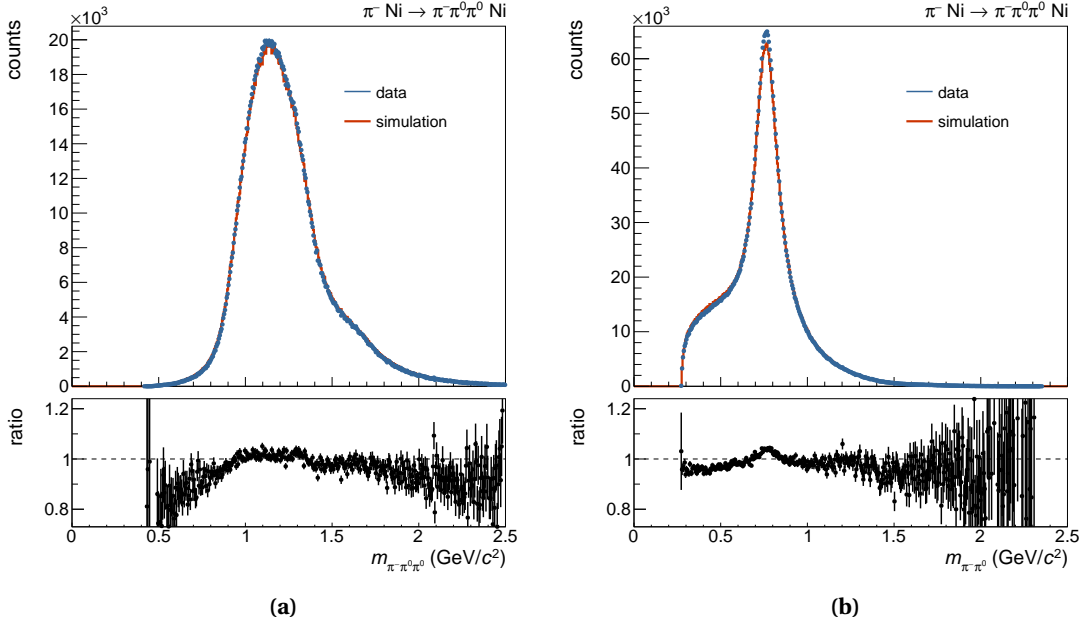 ×10³
π⁻ Ni → π⁻π⁰π⁰ Ni
counts
20
18
16
14
12
10
8
6
4
2
0
data
simulation
ratio
1.2
1
0.8
0 0.5 1 1.5 2 2.5
m_π⁻π⁰π⁰ (GeV/c²)
(a)
×10³
π⁻ Ni → π⁻π⁰π⁰ Ni
counts
60
50
40
30
20
10
0
data
simulation
ratio
1.2
1
0.8
0 0.5 1 1.5 2 2.5
m_π⁻π⁰ (GeV/c²)
(b)